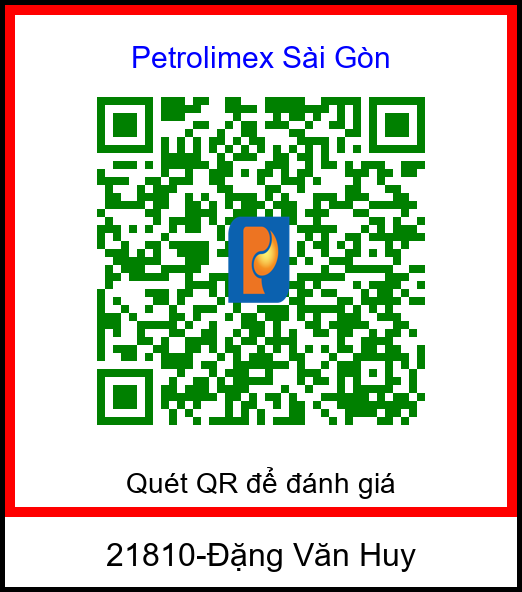 Petrolimex Sài Gòn
Quét QR để đánh giá
21810-Đặng Văn Huy